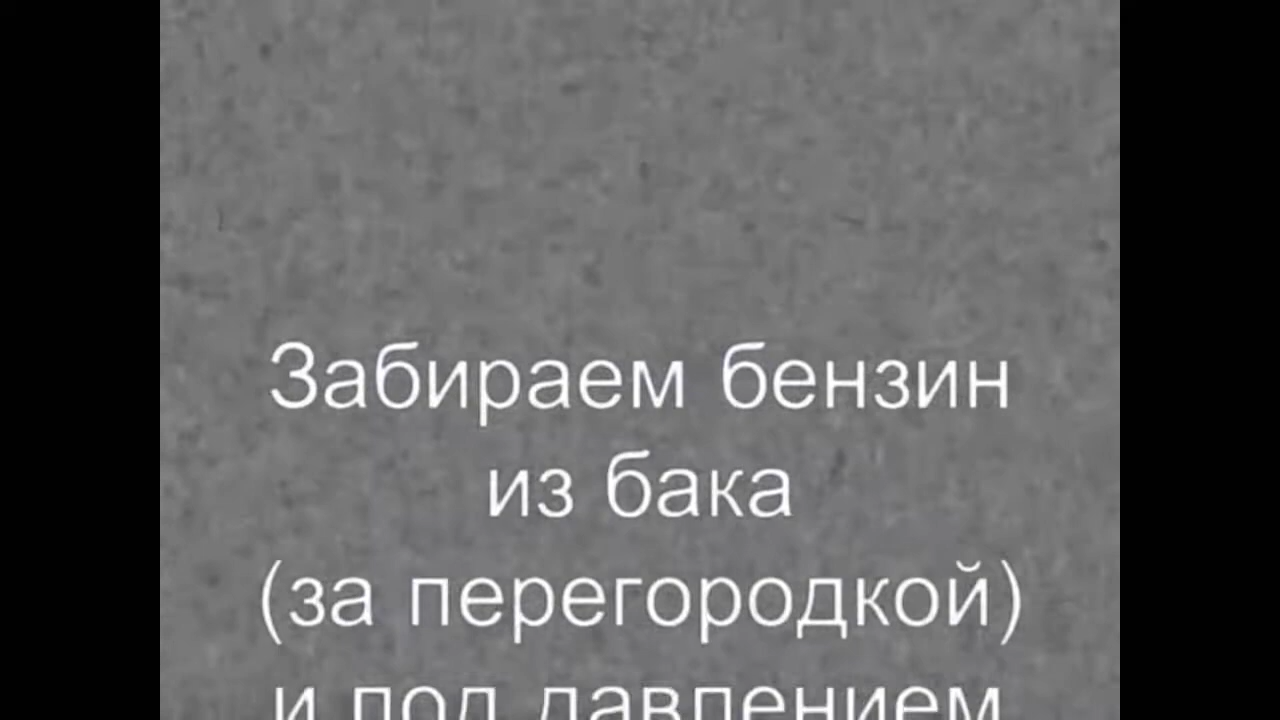 Забираем бензин
из бака
(за перегородкой)
и под давлением